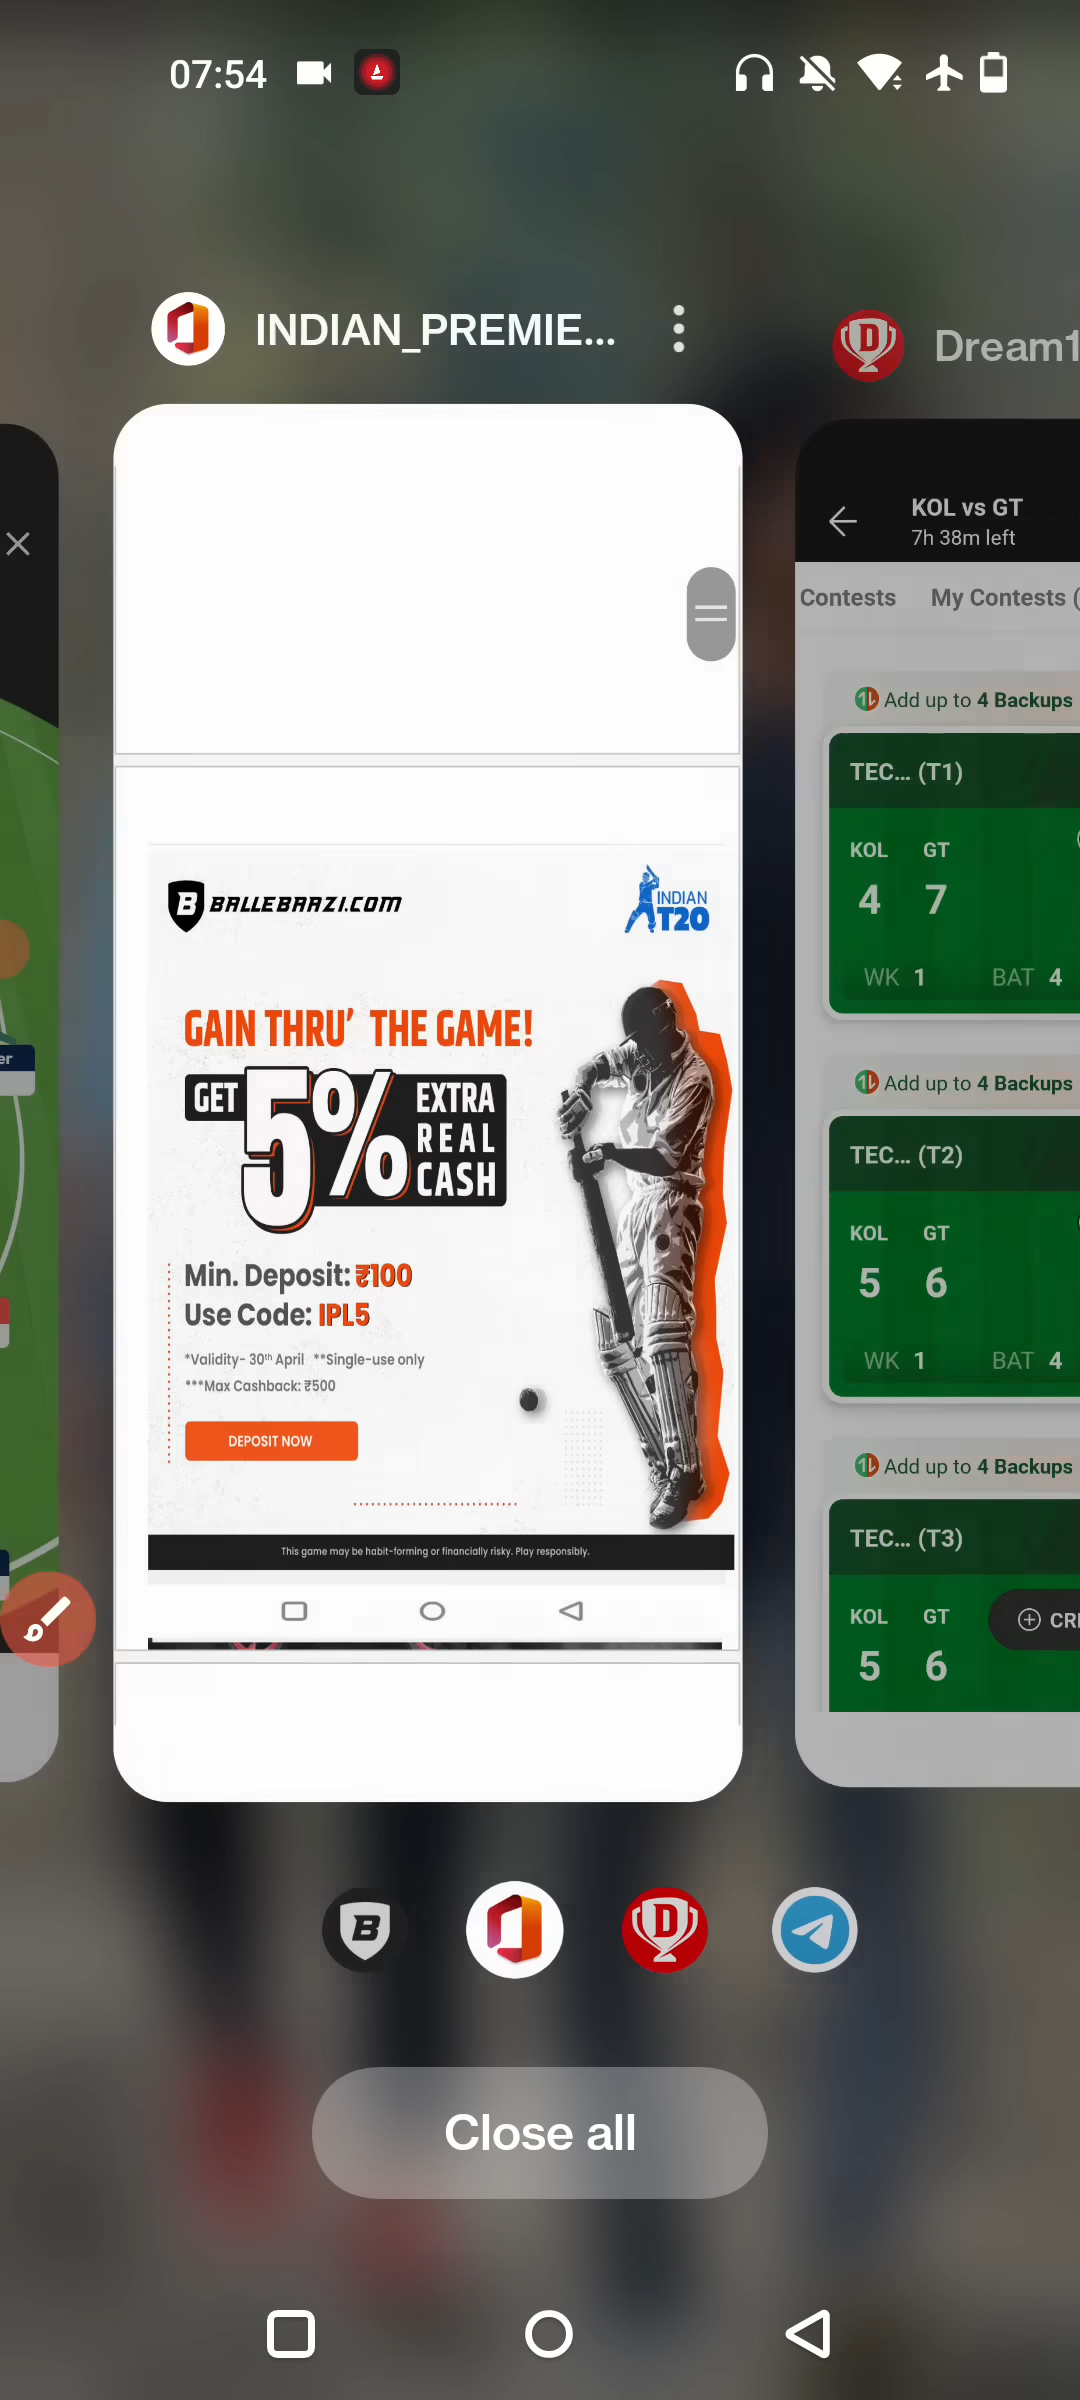 07:54
INDIAN_PREMIE...
Dream1
KOL vs GT
7h 38m left
Contests My Contests (
BALLEBAAZI.COM
INDIAN
T20
GAIN THRU' THE GAME!
GET 5% EXTRA
REAL
CASH
Min. Deposit: ₹100
Use Code: IPL5
*Validity- 30th April **Single-use only
***Max Cashback: ₹500
DEPOSIT NOW
This game may be habit-forming or financially risky. Play responsibly.
Add up to 4 Backups
TEC... (T1)
KOL GT
4 7
WK 1 BAT 4
Add up to 4 Backups
TEC... (T2)
KOL GT
5 6
WK 1 BAT 4
Add up to 4 Backups
TEC... (T3)
KOL GT
5 6
er
Close all